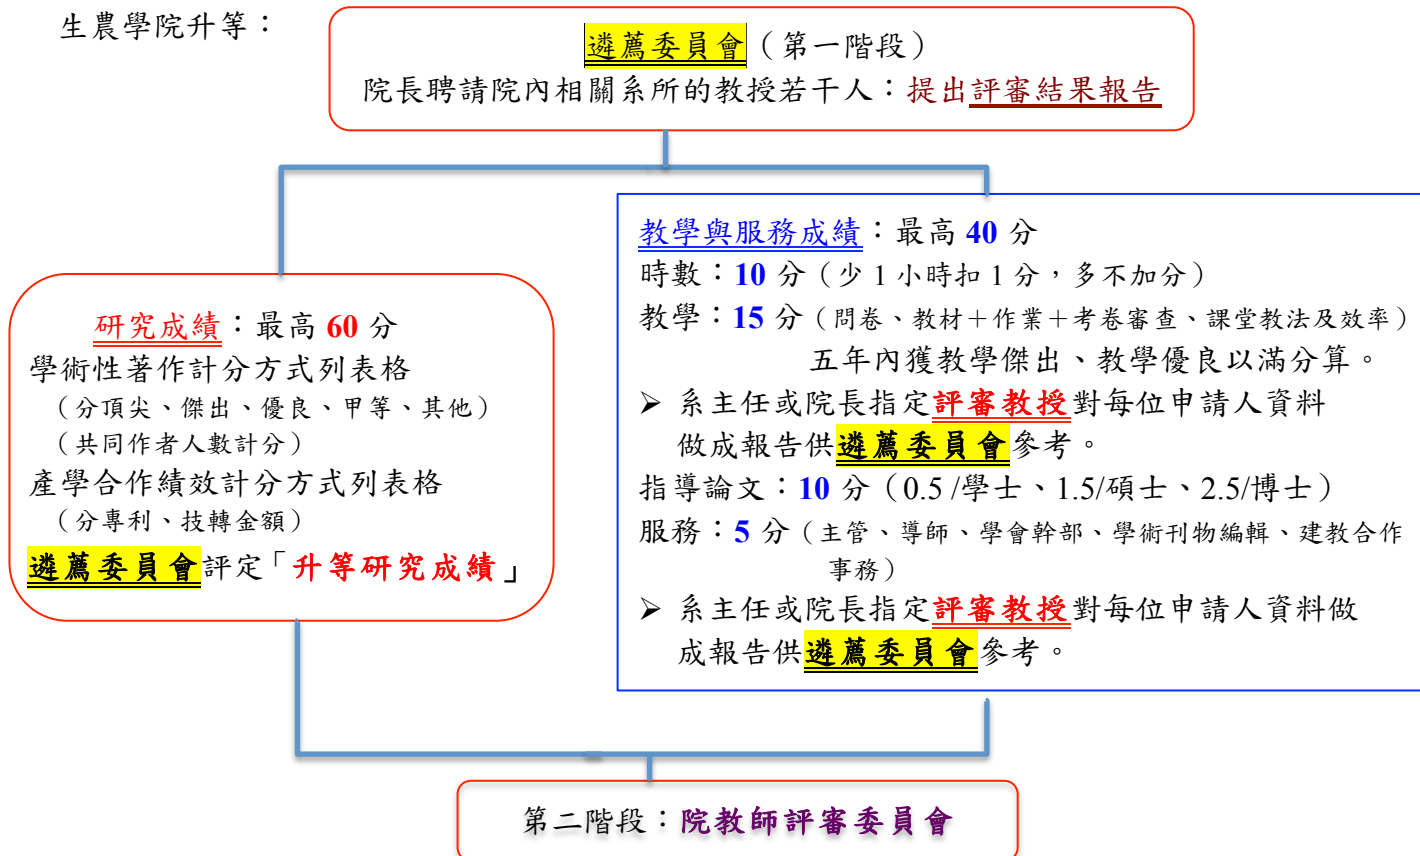 生農學院升等：
遴薦委員會（第一階段）
院長聘請院內相關系所的教授若干人：提出評審結果報告
研究成績：最高 60 分
學術性著作計分方式列表格
（分頂尖、傑出、優良、甲等、其他）
（共同作者人數計分）
產學合作績效計分方式列表格
（分專利、技轉金額）
遴薦委員會評定「升等研究成績」
教學與服務成績：最高 40 分
時數：10 分（少 1 小時扣 1 分，多不加分）
教學：15 分（問卷、教材＋作業＋考卷審查、課堂教法及效率）
五年內獲教學傑出、教學優良以滿分算。
➢ 系主任或院長指定評審教授對每位申請人資料
做成報告供遴薦委員會參考。
指導論文：10 分（0.5 /學士、1.5/碩士、2.5/博士）
服務：5 分（主管、導師、學會幹部、學術刊物編輯、建教合作
事務）
➢ 系主任或院長指定評審教授對每位申請人資料做
成報告供遴薦委員會參考。
第二階段：院教師評審委員會